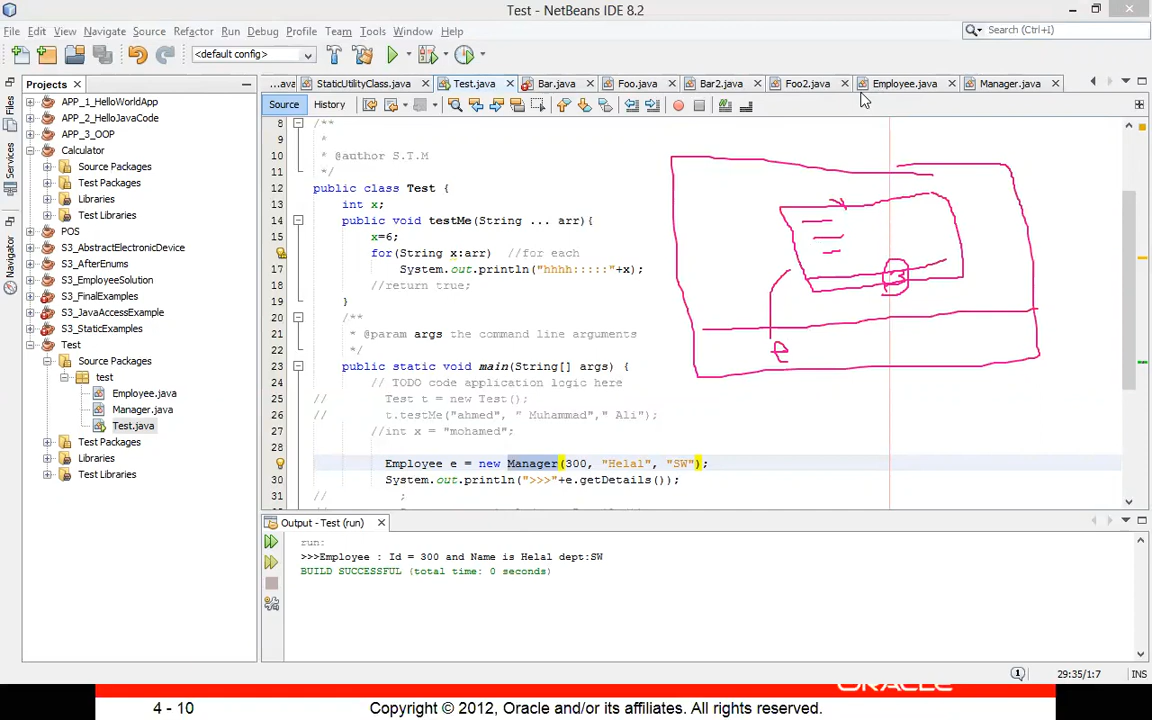 Test - NetBeans IDE 8.2
File Edit View Navigate Source Refactor Run Debug Profile Team Tools Window Help
Search (Ctrl+I)
<default config>
Projects
...ava StaticUtilityClass.java Test.java Bar.java Foo.java Bar2.java Foo2.java Employee.java Manager.java
Source History
Files
Services
Navigator
APP_1_HelloWorldApp
APP_2_HelloJavaCode
APP_3_OOP
Calculator
Source Packages
Test Packages
Libraries
Test Libraries
POS
S3_AbstractElectronicDevice
S3_AfterEnums
S3_EmployeeSolution
S3_FinalExamples
S3_JavaAccessExample
S3_StaticExamples
Test
Source Packages
test
Employee.java
Manager.java
Test.java
Test Packages
Libraries
Test Libraries
8 /**
9 *
10 * @author S.T.M
11 */
12 public class Test {
13 int x;
14 public void testMe(String ... arr){
15 x=6;
for(String x:arr) //for each
17 System.out.println("hhhh:::::"+x);
18 //return true;
19 }
20 /**
21 * @param args the command line arguments
22 */
23 public static void main(String[] args) {
24 // TODO code application logic here
25 // Test t = new Test();
26 // t.testMe("ahmed", " Muhammad"," Ali");
27 //int x = "mohamed";
28
Employee e = new Manager(300, "Helal", "SW");
30 System.out.println(">>>"+e.getDetails());
31 // ;
3
e
Output - Test (run)
run:
>>>Employee : Id = 300 and Name is Helal dept:SW
BUILD SUCCESSFUL (total time: 0 seconds)
1
29:35/1:7 INS
ORACLE
4 - 10
Copyright © 2012, Oracle and/or its affiliates. All rights reserved.